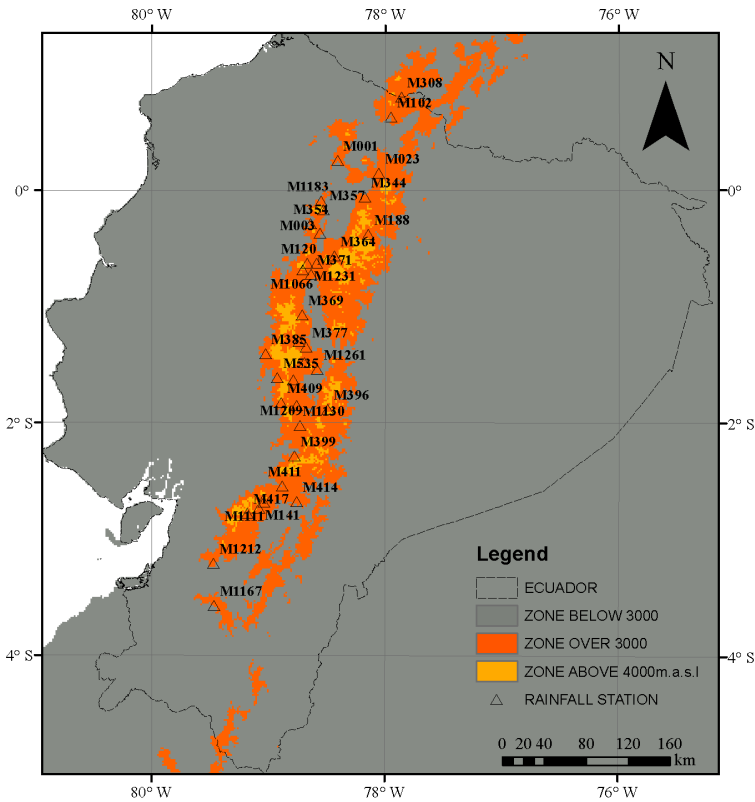 80° W
78° W
76° W
N
M308
M102
M001
M023
M344
M1183
M357
M354
M188
M003
M364
M120
M371
M1231
M1066
M369
M377
M385
M1261
M535
M409
M396
M1209
M1130
M399
M411
M414
M417
M1111
M141
M1212
M1167
0°
0°
2° S
2° S
4° S
4° S
Legend
ECUADOR
ZONE BELOW 3000
ZONE OVER 3000
ZONE ABOVE 4000m.a.s.l
RAINFALL STATION
0 20 40 80 120 160
km
80° W
78° W
76° W